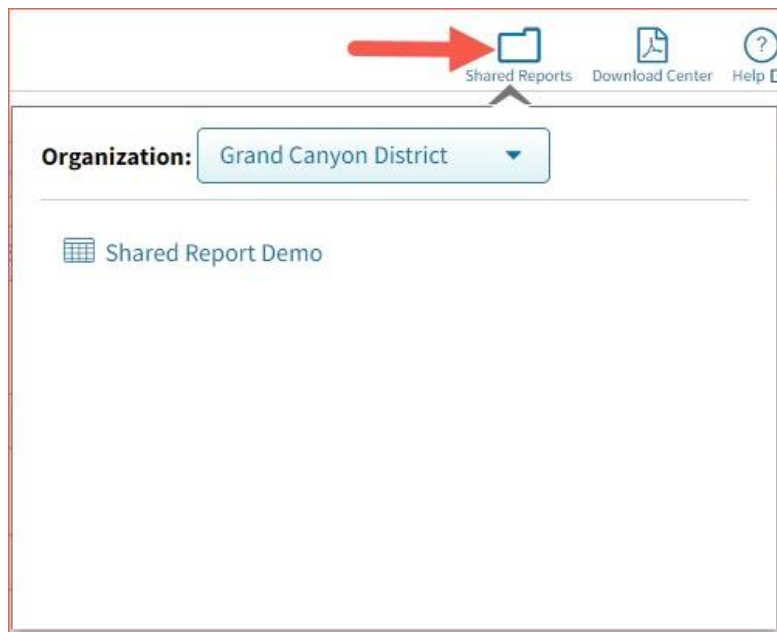 Shared Reports Download Center Help
Organization: Grand Canyon District
Shared Report Demo